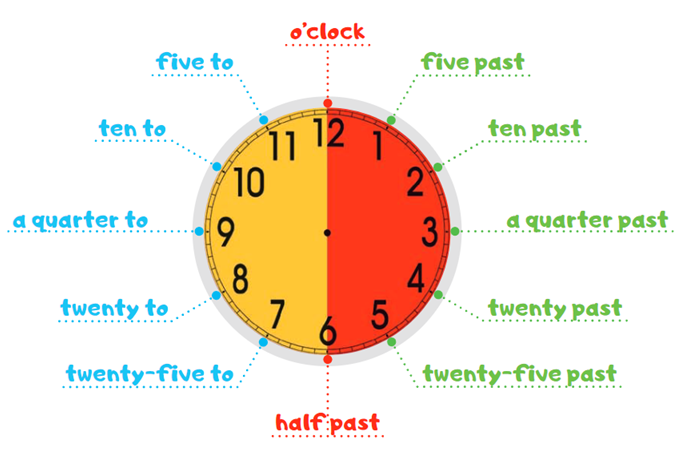 o'clock
five to
five past
ten to
ten past
a quarter to
a quarter past
twenty to
twenty past
twenty-five to
twenty-five past
half past
12
1
2
3
4
5
6
7
8
9
10
11